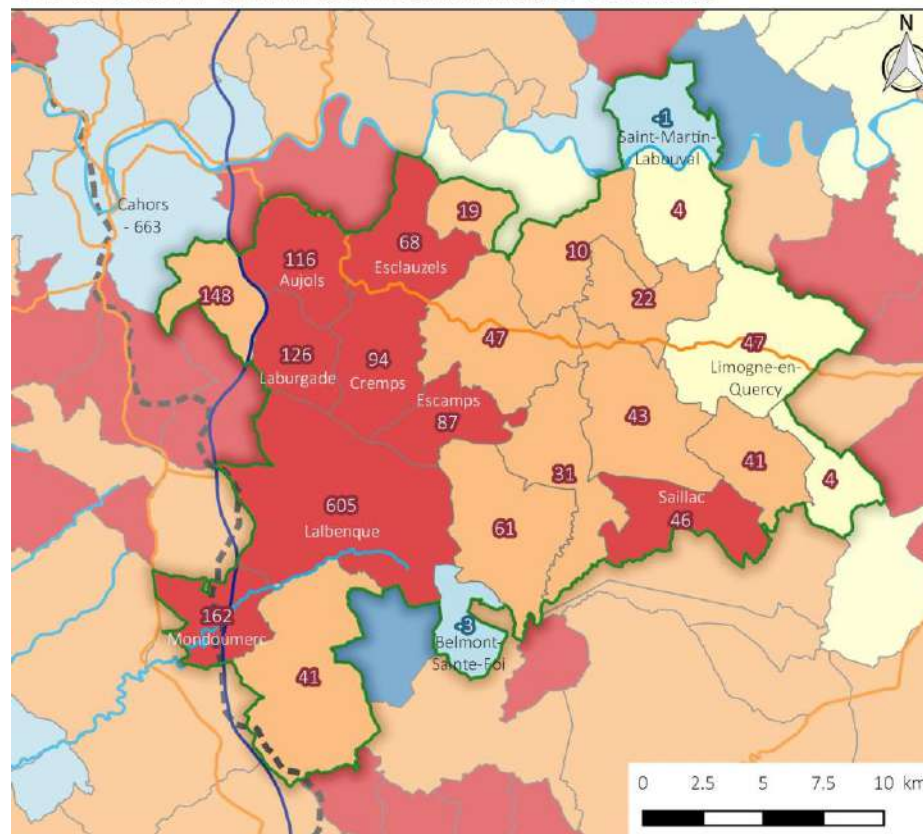 N
-1
Saint-Martin-
Labouval
Cahors
- 663
19
4
68
Esclauzels
10
116
Aujols
148
22
47
47
Limogne-en-
Quercy
126
Laburgade
94
Cremps
Escamps
87
43
41
31
4
Saillac
46
605
Lalbenque
61
162
Mondoumerc
-3
Belmont-
Sainte-Foi
41
0 2.5 5 7.5 10 km